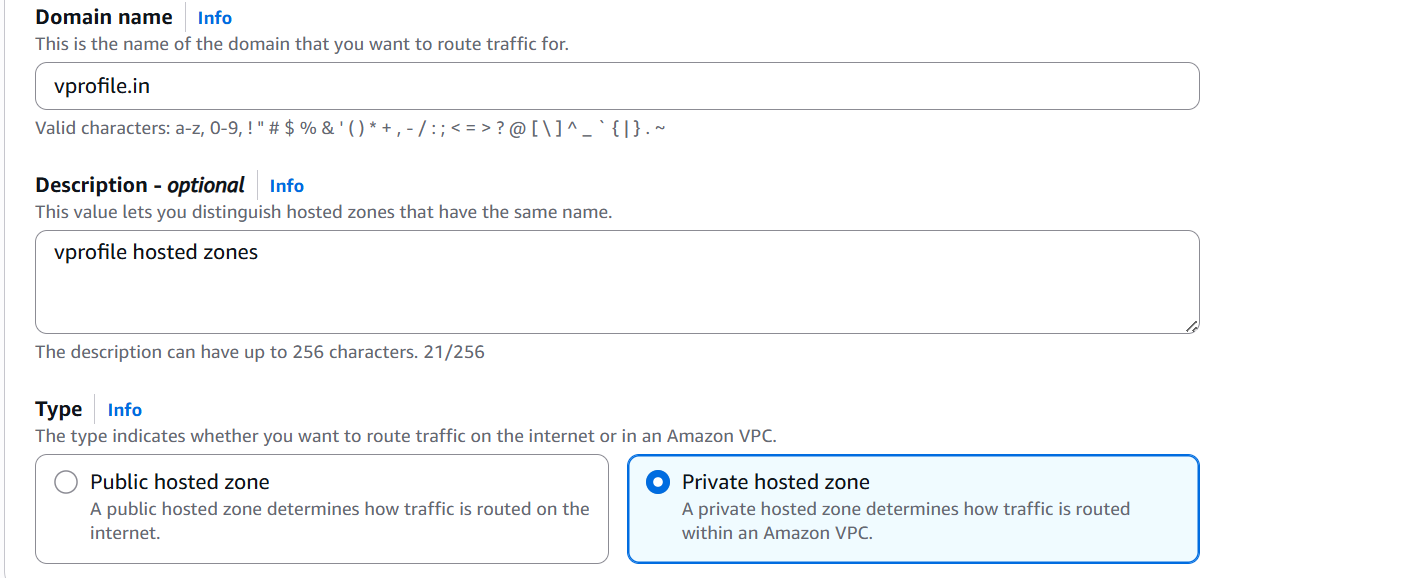 Domain name Info
This is the name of the domain that you want to route traffic for.
vprofile.in
Valid characters: a-z, 0-9, ! " # $ % & ' ( ) * + , - / : ; < = > ? @ [ \ ] ^ _ ` { | } . ~
Description - optional Info
This value lets you distinguish hosted zones that have the same name.
vprofile hosted zones
The description can have up to 256 characters. 21/256
Type Info
The type indicates whether you want to route traffic on the internet or in an Amazon VPC.
Public hosted zone
A public hosted zone determines how traffic is routed on the
internet.
Private hosted zone
A private hosted zone determines how traffic is routed
within an Amazon VPC.